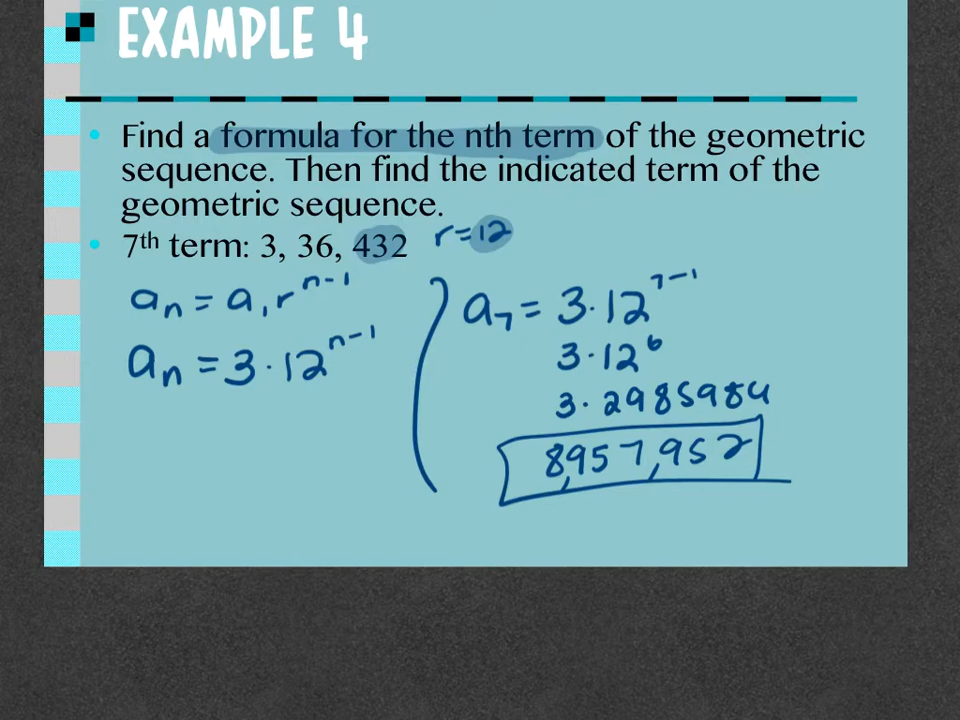 EXAMPLE 4
• Find a formula for the nth term of the geometric
sequence. Then find the indicated term of the
geometric sequence.
• 7th term: 3, 36, 432 r=12
an = a1 r^n-1
an = 3·12^n-1
a7 = 3·12^7-1
3·12^6
3·2985984
8,957,952